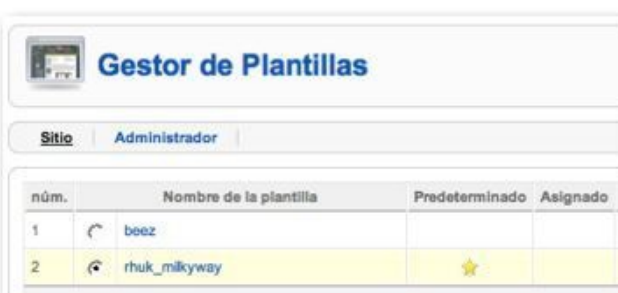 Gestor de Plantillas
Sitio Administrador
núm. Nombre de la plantilla Predeterminado Asignado
1 beez
2 rhuk_milkyway